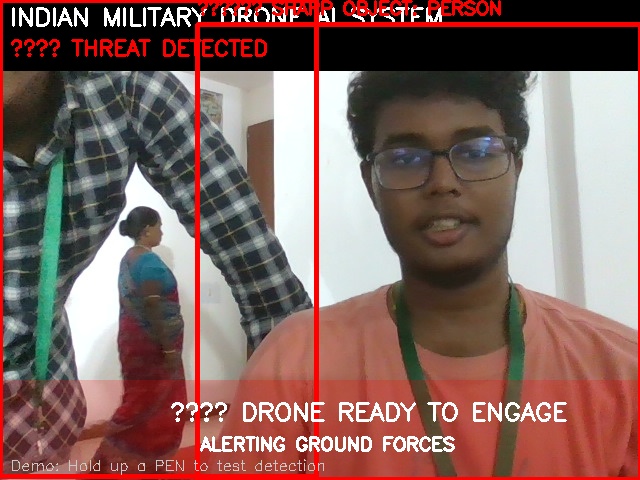 INDIAN MILITARY DRONE AI SYSTEM
?????? SHARP OBJECT: PERSON
???? THREAT DETECTED
???? DRONE READY TO ENGAGE
ALERTING GROUND FORCES
Demo: Hold up a PEN to test detection